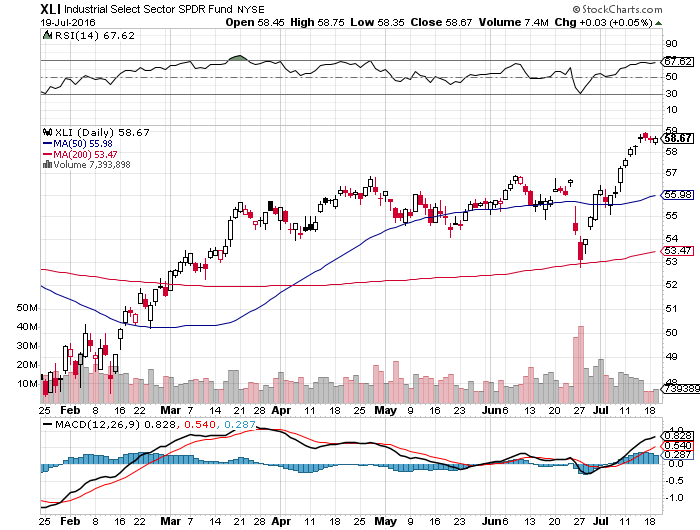 XLI Industrial Select Sector SPDR Fund NYSE
© StockCharts.com
19-Jul-2016 Open 58.45 High 58.75 Low 58.35 Close 58.67 Volume 7.4M Chg +0.03 (+0.05%)
RSI(14) 67.62
90
70
67.62
50
30
10
XLI (Daily) 58.67
MA(50) 55.98
MA(200) 53.47
Volume 7,393,898
59
58.67
58
57
55.98
55
54
53.47
53
52
51
50
49
48
50M
40M
30M
20M
10M
7393898
25 Feb 8 16 22 Mar 7 14 21 28 Apr 11 18 25 May 9 16 23 Jun 6 13 20 27 Jul 11 18
MACD(12,26,9) 0.828, 0.540, 0.287
0.828
0.540
0.287
0.0
-0.5
-1.0
25 Feb 8 16 22 Mar 7 14 21 28 Apr 11 18 25 May 9 16 23 Jun 6 13 20 27 Jul 11 18